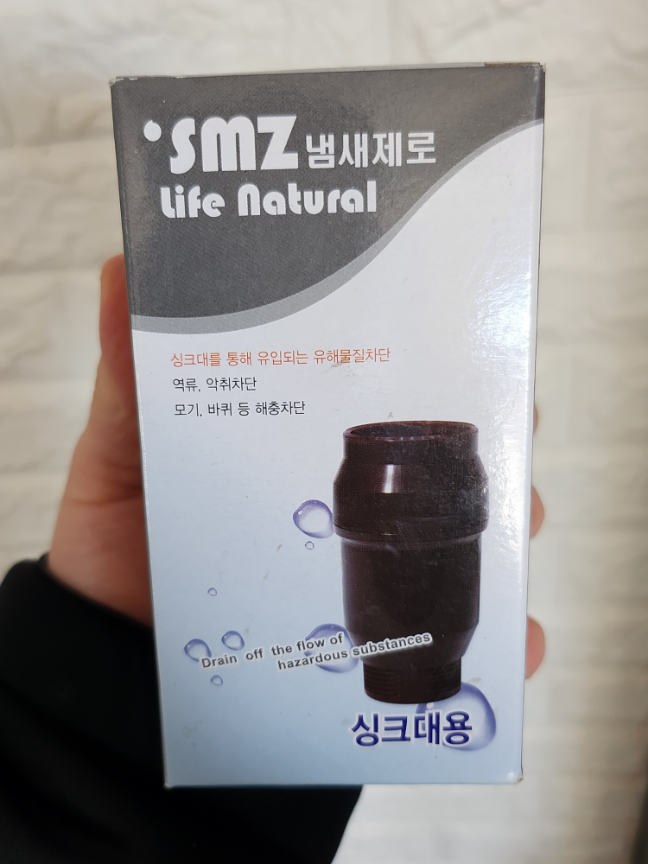 SMZ 냄새제로
Life Natural
싱크대를 통해 유입되는 유해물질차단
역류, 악취차단
모기, 바퀴 등 해충차단
Drain off the flow of
hazardous substances
싱크대용